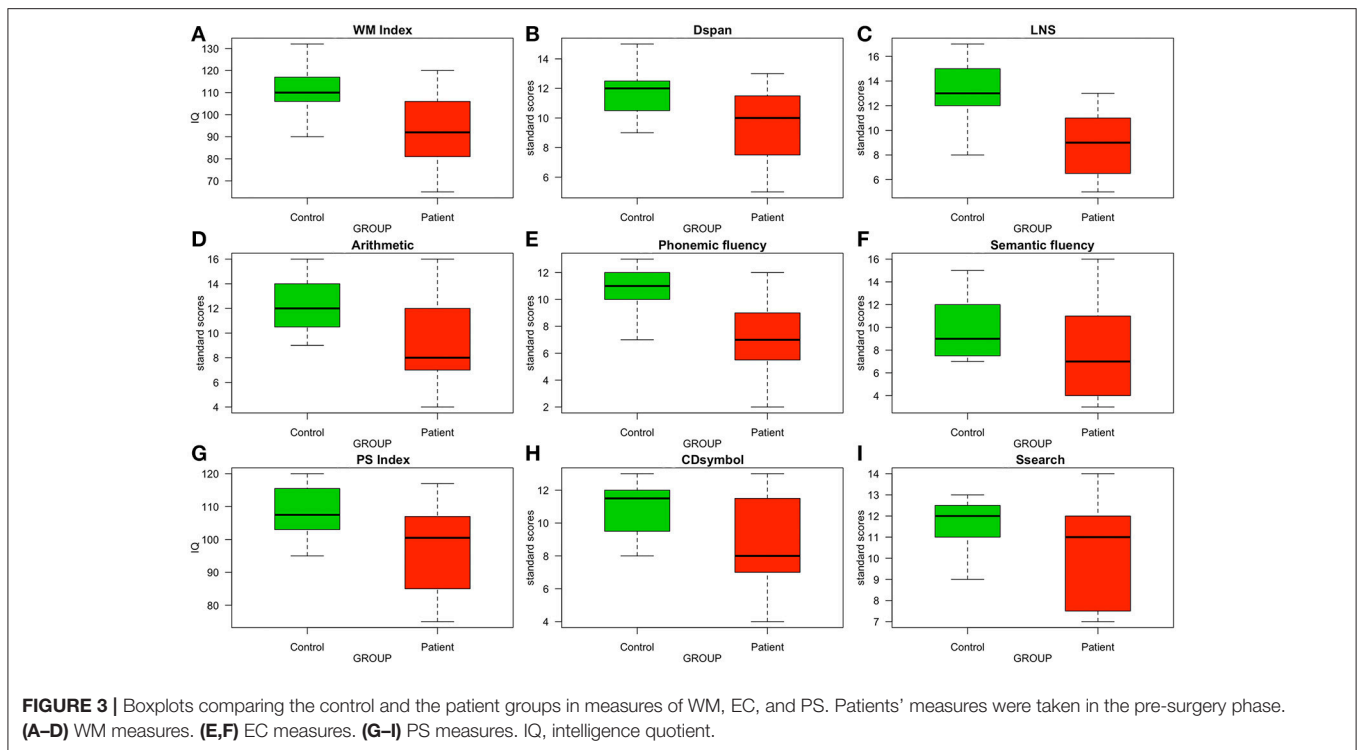 A WM Index
130
120
110
100
90
80
70
IQ
Control Patient
GROUP
B Dspan
14
12
10
8
6
standard scores
Control Patient
GROUP
C LNS
16
14
12
10
8
6
standard scores
Control Patient
GROUP
D Arithmetic
16
14
12
10
8
6
4
standard scores
Control Patient
GROUP
E Phonemic fluency
12
10
8
6
4
2
standard scores
Control Patient
GROUP
F Semantic fluency
16
14
12
10
8
6
4
standard scores
Control Patient
GROUP
G PS Index
120
110
100
90
80
IQ
Control Patient
GROUP
H CDsymbol
12
10
8
6
4
standard scores
Control Patient
GROUP
I Ssearch
14
13
12
11
10
9
8
7
standard scores
Control Patient
GROUP
FIGURE 3 | Boxplots comparing the control and the patient groups in measures of WM, EC, and PS. Patients' measures were taken in the pre-surgery phase.
(A–D) WM measures. (E,F) EC measures. (G–I) PS measures. IQ, intelligence quotient.